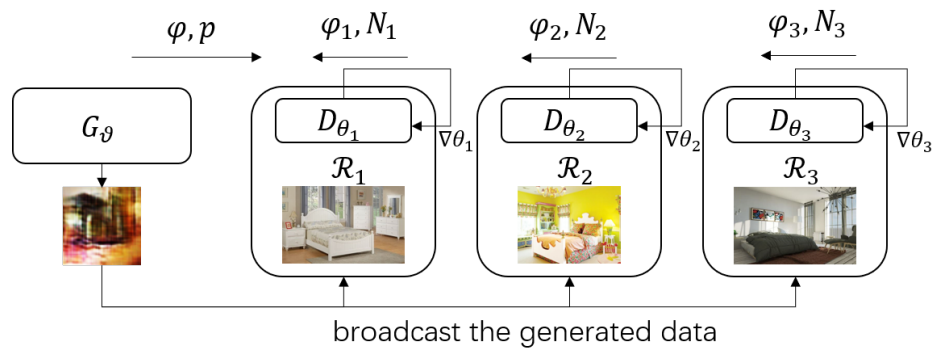 φ, p
φ₁, N₁
φ₂, N₂
φ₃, N₃
G_ϑ
D_θ₁
∇θ₁
D_θ₂
∇θ₂
D_θ₃
∇θ₃
ℛ₁
ℛ₂
ℛ₃
broadcast the generated data